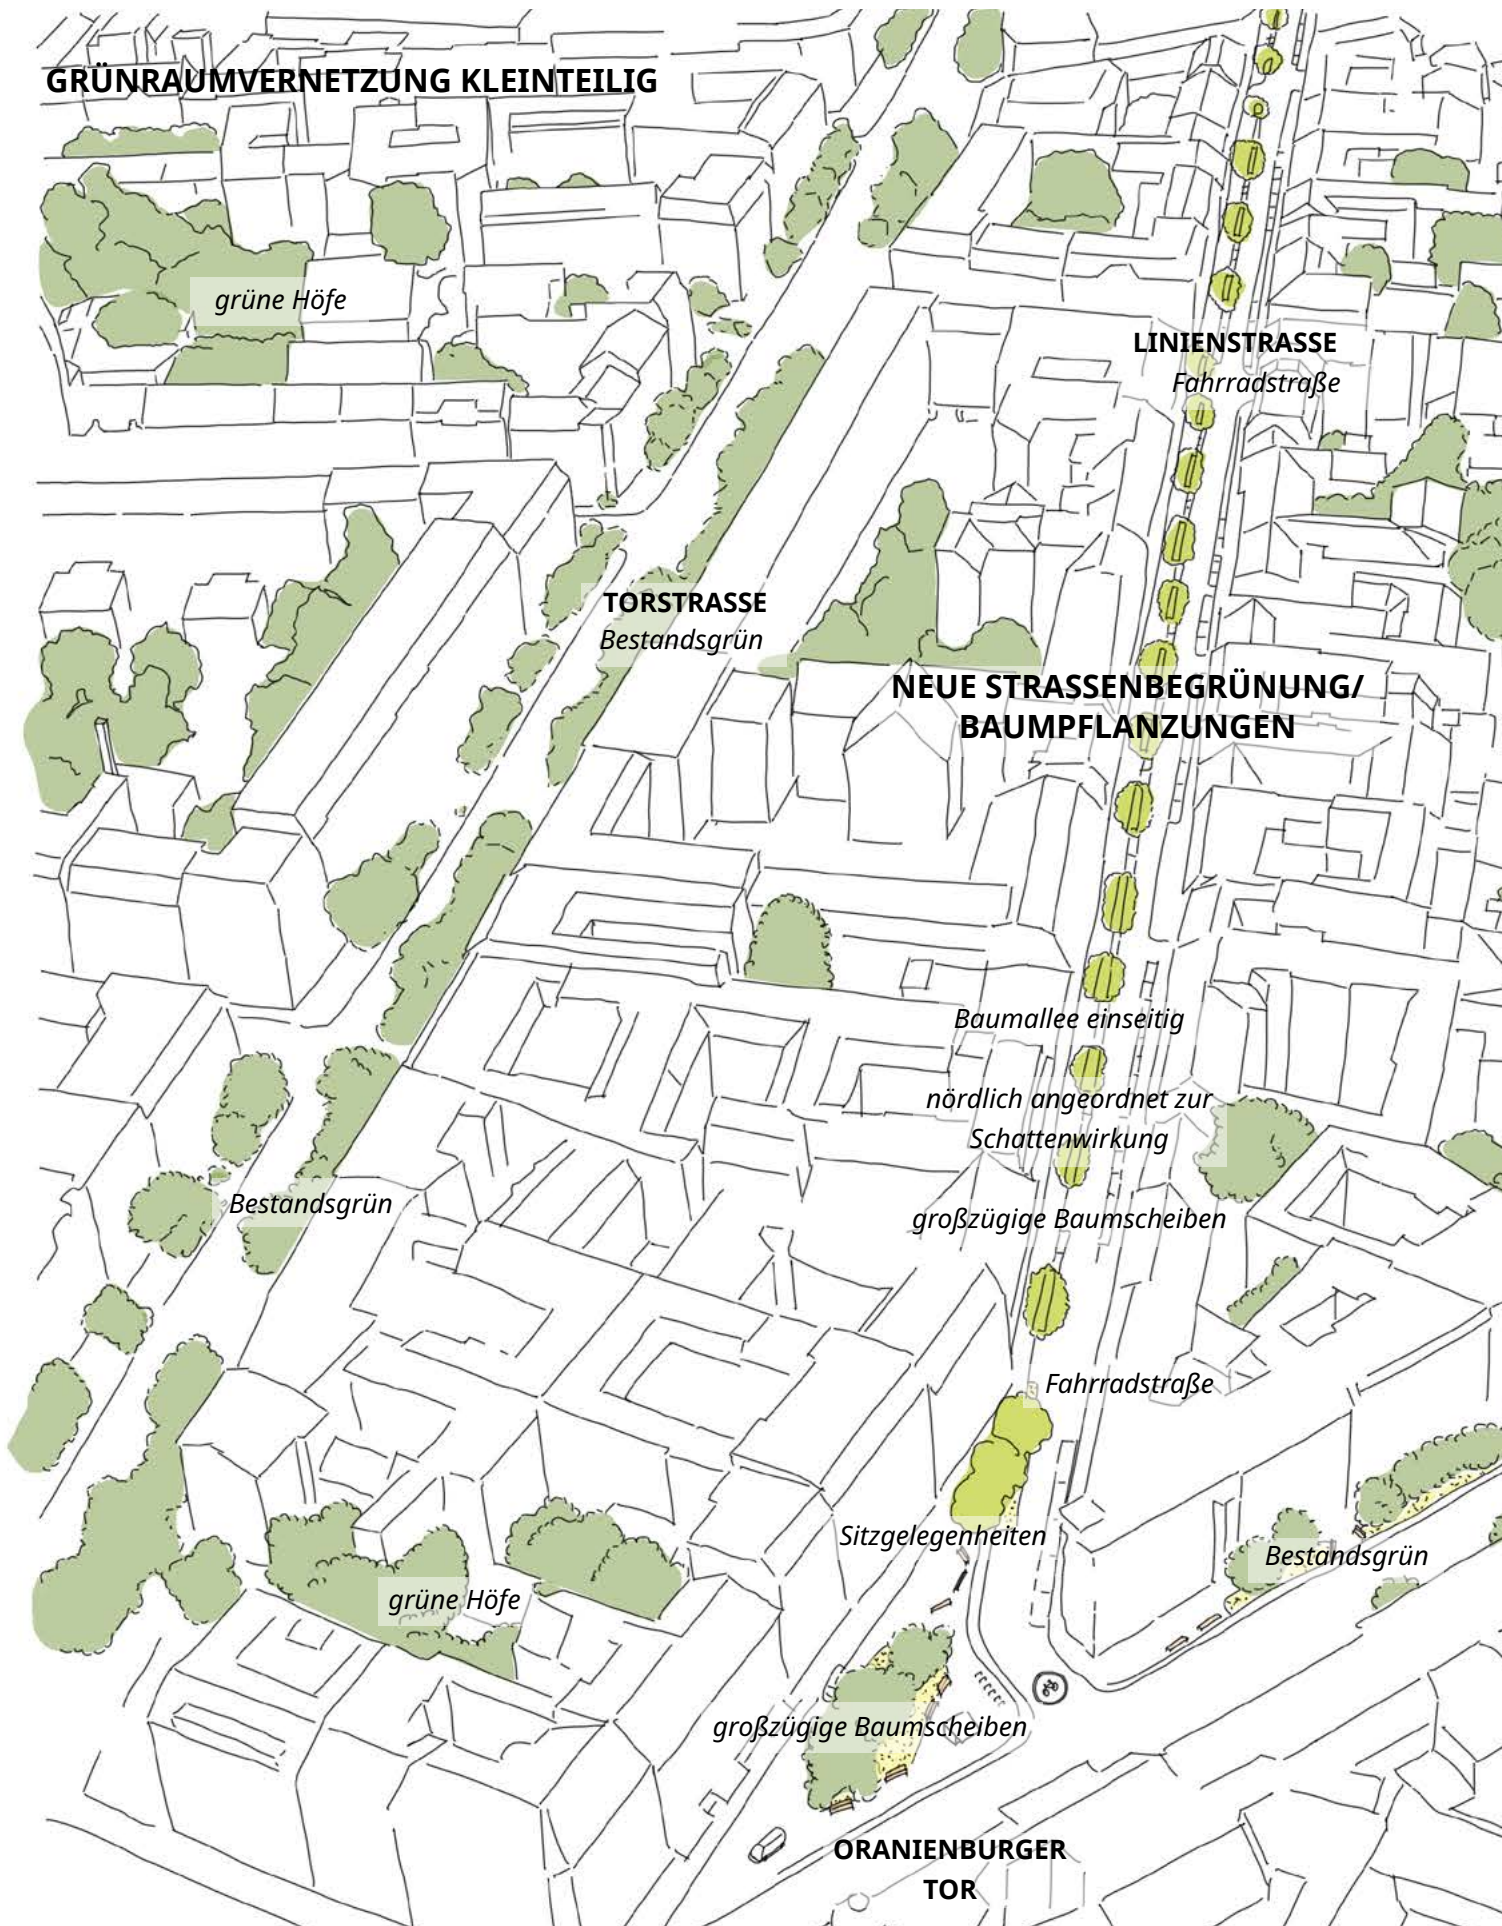 GRÜNRAUMVERNETZUNG KLEINTEILIG
grüne Höfe
LINIENSTRASSE
Fahrradstraße
TORSTRASSE
Bestandsgrün
NEUE STRASSENBEGRÜNUNG/
BAUMPFLANZUNGEN
Baumallee einseitig
nördlich angeordnet zur
Schattenwirkung
großzügige Baumscheiben
Bestandsgrün
Fahrradstraße
Sitzgelegenheiten
Bestandsgrün
grüne Höfe
großzügige Baumscheiben
ORANIENBURGER
TOR